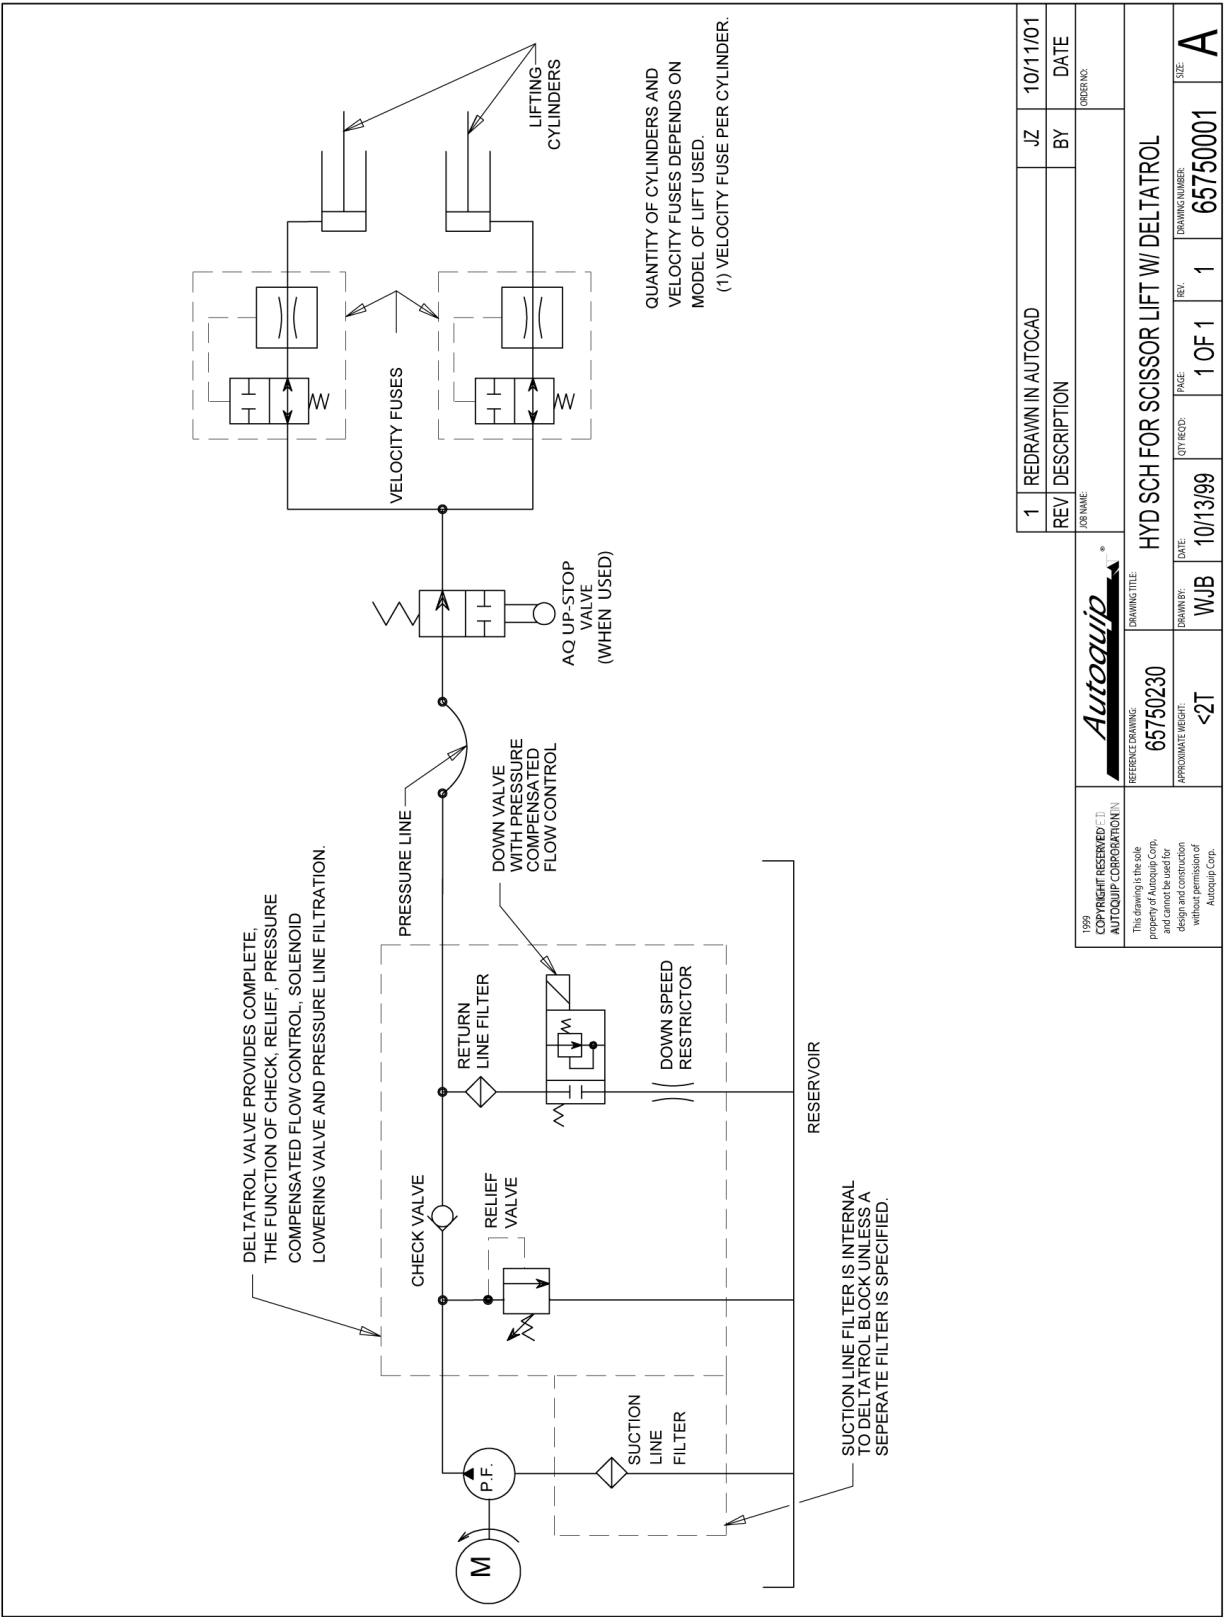 DELTATROL VALVE PROVIDES COMPLETE,
THE FUNCTION OF CHECK, RELIEF, PRESSURE
COMPENSATED FLOW CONTROL, SOLENOID
LOWERING VALVE AND PRESSURE LINE FILTRATION.
M
P.F.
SUCTION
LINE
FILTER
CHECK VALVE
RELIEF
VALVE
RETURN
LINE FILTER
PRESSURE LINE
DOWN VALVE
WITH PRESSURE
COMPENSATED
FLOW CONTROL
DOWN SPEED
RESTRICTOR
RESERVOIR
SUCTION LINE FILTER IS INTERNAL
TO DELTATROL BLOCK UNLESS A
SEPERATE FILTER IS SPECIFIED.
AQ UP-STOP
VALVE
(WHEN USED)
VELOCITY FUSES
LIFTING
CYLINDERS
QUANTITY OF CYLINDERS AND
VELOCITY FUSES DEPENDS ON
MODEL OF LIFT USED.
(1) VELOCITY FUSE PER CYLINDER.
1 REDRAWN IN AUTOCAD JZ 10/11/01
REV DESCRIPTION BY DATE
1999
COPYRIGHT RESERVED
AUTOQUIP CORPORATION
This drawing is the sole
property of Autoquip Corp,
and cannot be used for
design and construction
without permission of
Autoquip Corp.
Autoquip®
JOB NAME:
ORDER NO:
REFERENCE DRAWING:
65750230
DRAWING TITLE:
HYD SCH FOR SCISSOR LIFT W/ DELTATROL
APPROXIMATE WEIGHT:
<2T
DRAWN BY:
WJB
DATE:
10/13/99
QTY REQ'D:
PAGE:
1 OF 1
REV.
1
DRAWING NUMBER:
65750001
SIZE:
A